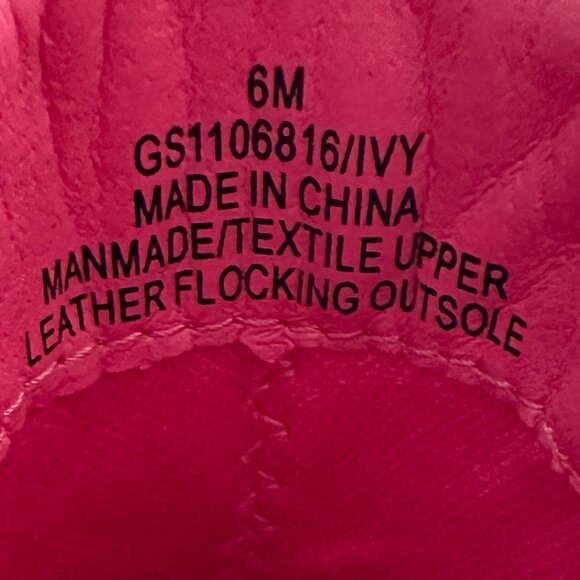 6M
GS1106816/IVY
MADE IN CHINA
MANMADE/TEXTILE UPPER
LEATHER FLOCKING OUTSOLE